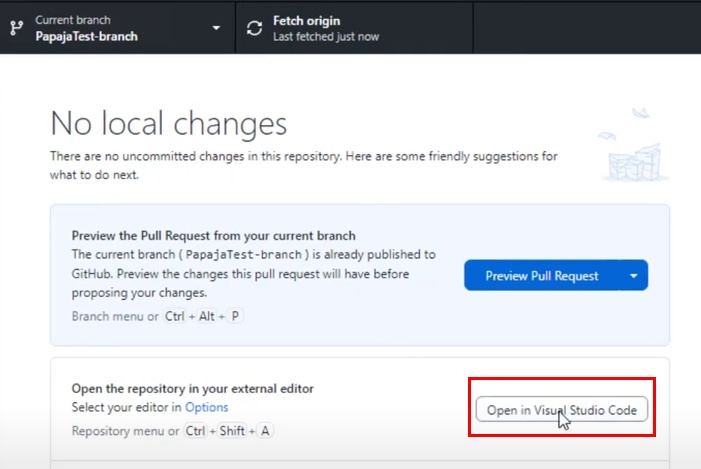 Current branch
PapajaTest-branch
Fetch origin
Last fetched just now
No local changes
There are no uncommitted changes in this repository. Here are some friendly suggestions for
what to do next.
Preview the Pull Request from your current branch
The current branch ( PapajaTest-branch ) is already published to
GitHub. Preview the changes this pull request will have before
proposing your changes.
Branch menu or Ctrl + Alt + P
Preview Pull Request
Open the repository in your external editor
Select your editor in Options
Repository menu or Ctrl + Shift + A
Open in Visual Studio Code